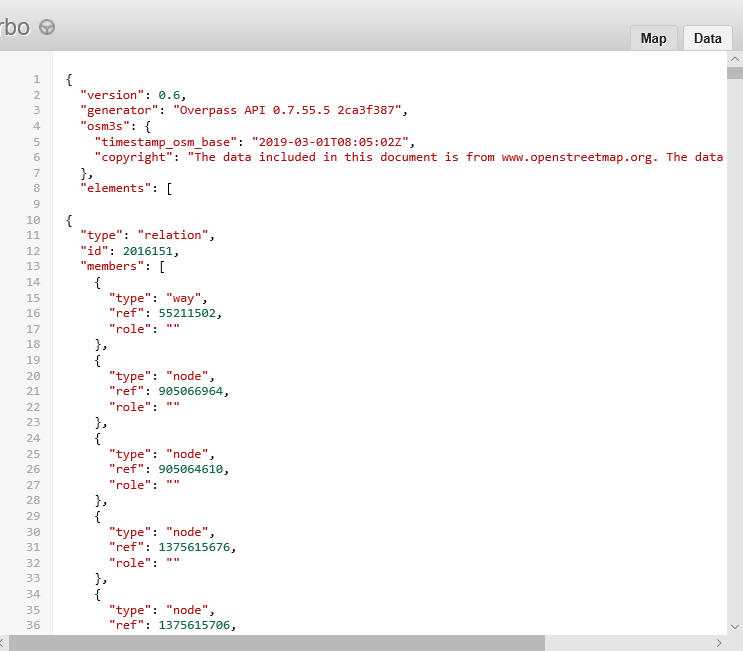 rbo
Map
Data
1 {
2 "version": 0.6,
3 "generator": "Overpass API 0.7.55.5 2ca3f387",
4 "osm3s": {
5 "timestamp_osm_base": "2019-03-01T08:05:02Z",
6 "copyright": "The data included in this document is from www.openstreetmap.org. The data
7 },
8 "elements": [
9
10 {
11 "type": "relation",
12 "id": 2016151,
13 "members": [
14 {
15 "type": "way",
16 "ref": 55211502,
17 "role": ""
18 },
19 {
20 "type": "node",
21 "ref": 905066964,
22 "role": ""
23 },
24 {
25 "type": "node",
26 "ref": 905064610,
27 "role": ""
28 },
29 {
30 "type": "node",
31 "ref": 1375615676,
32 "role": ""
33 },
34 {
35 "type": "node",
36 "ref": 1375615706,